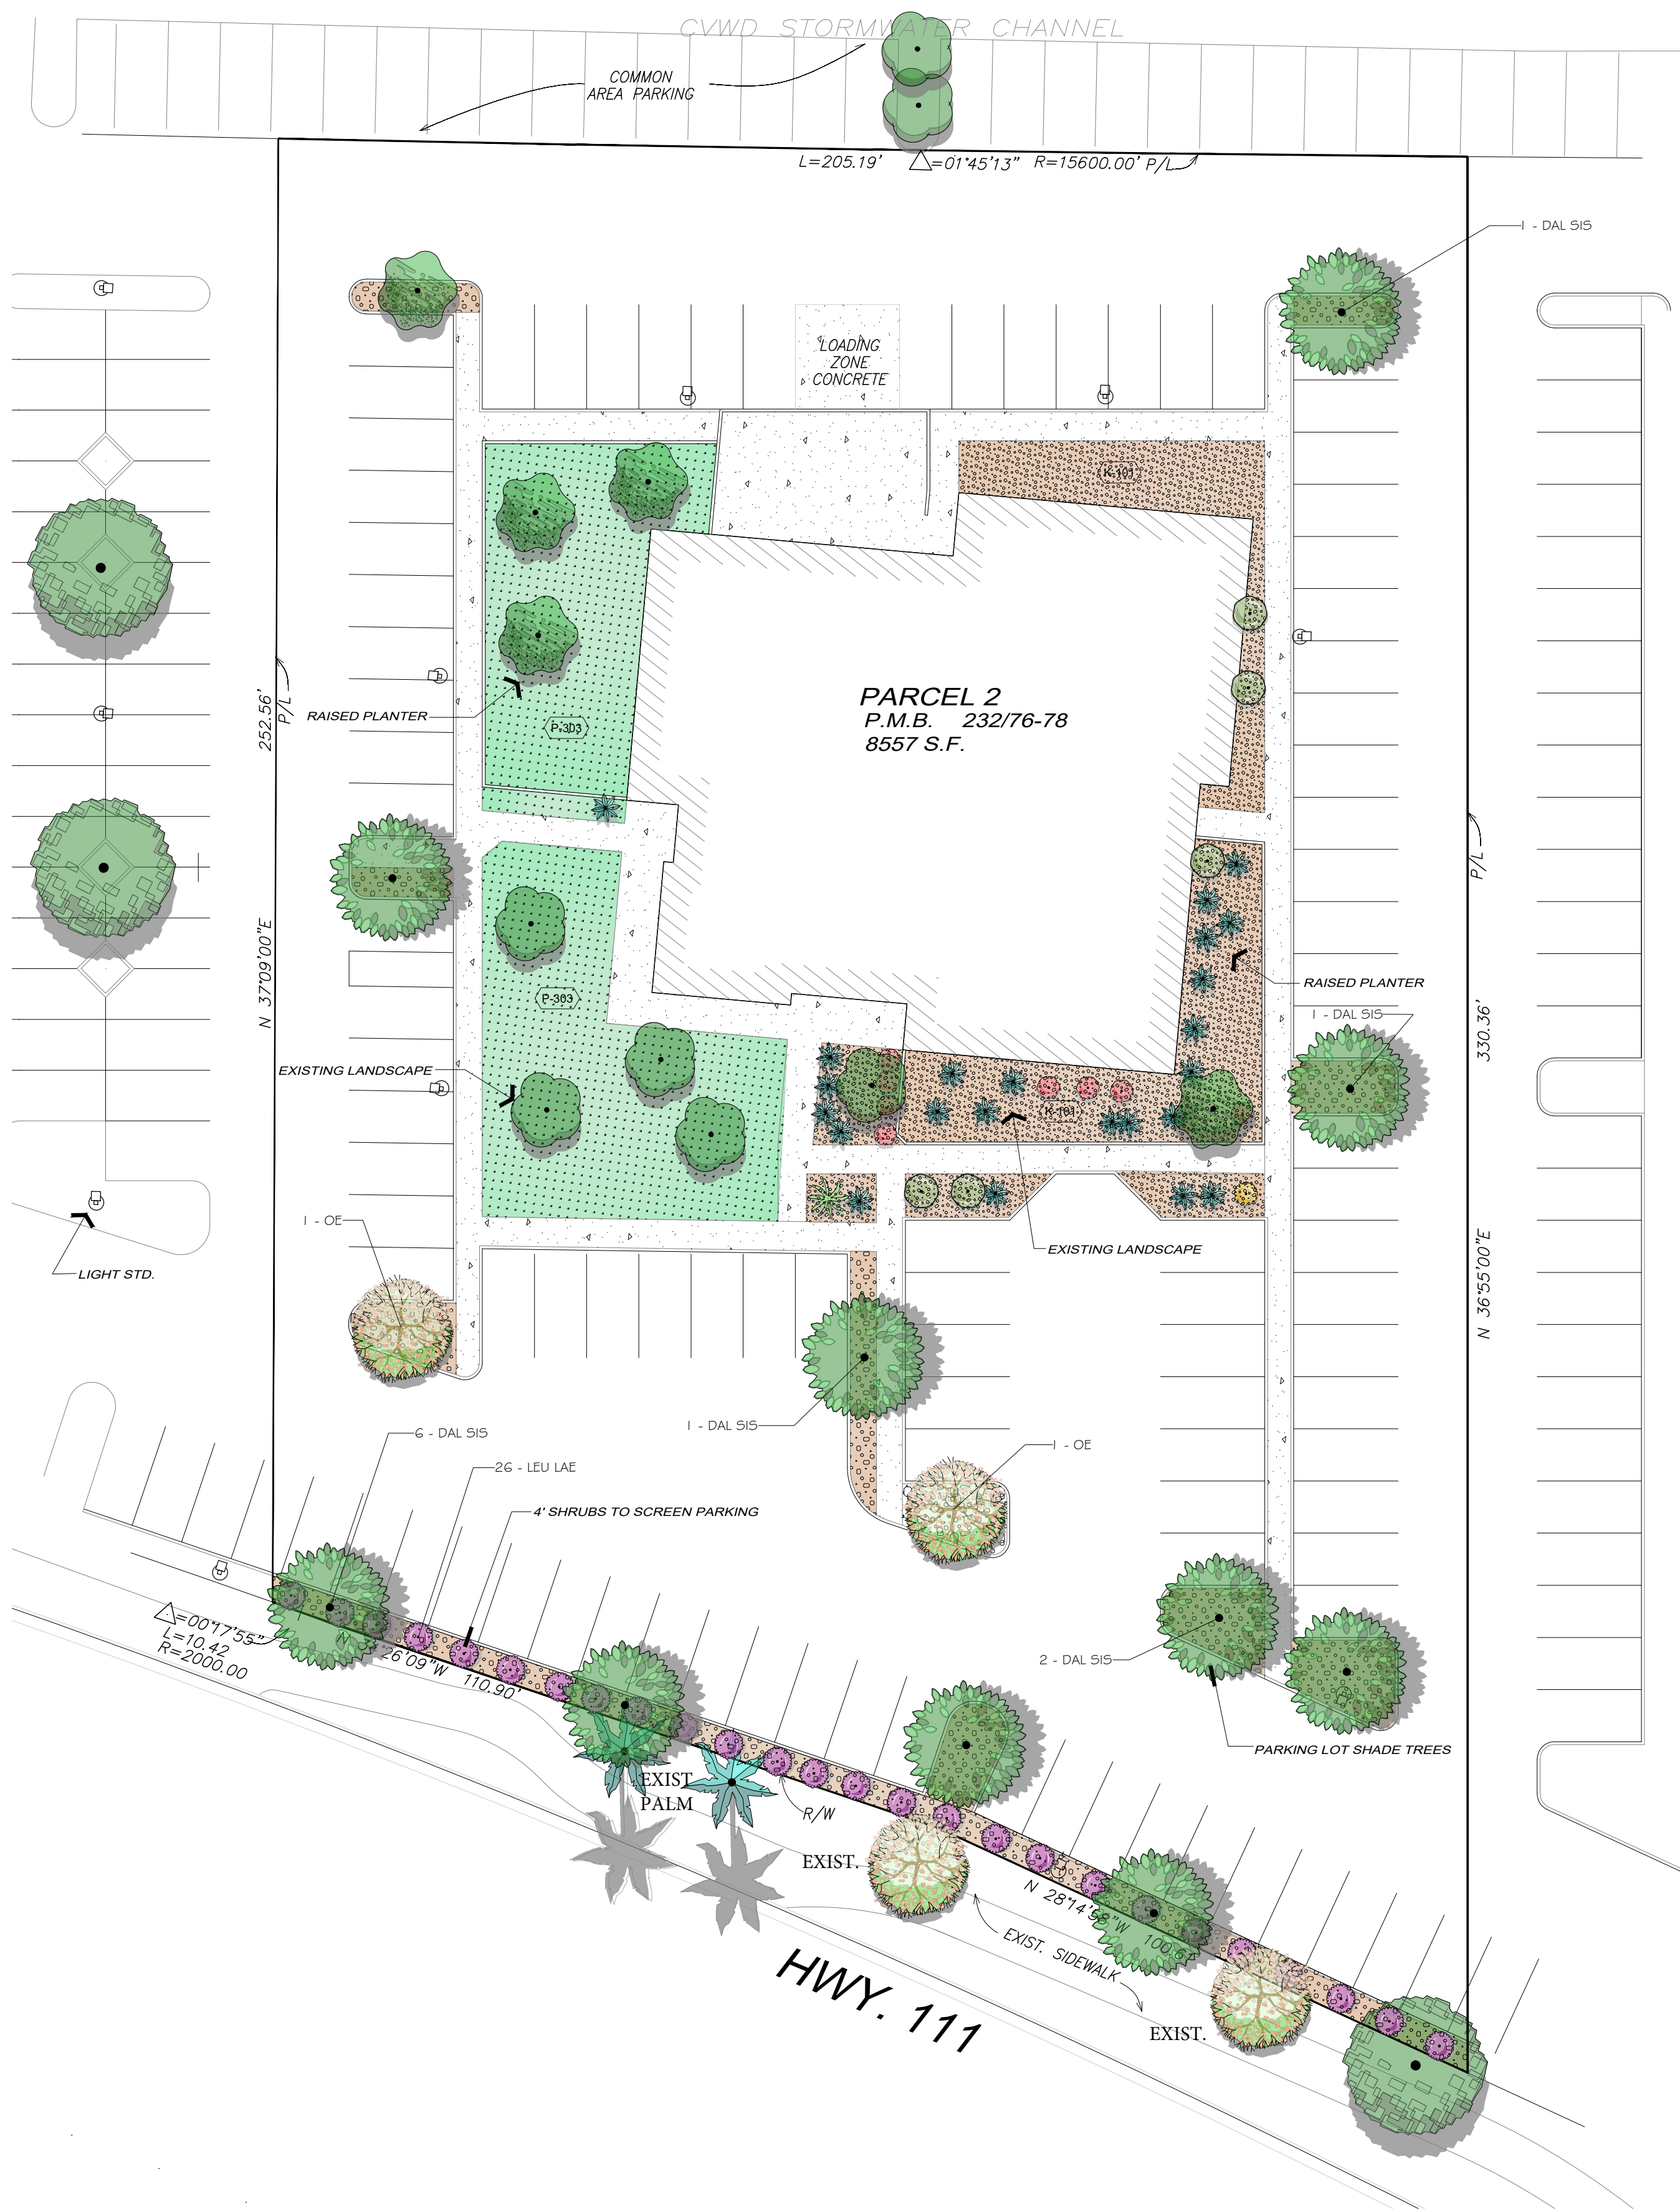 CVWD STORMWATER CHANNEL
COMMON
AREA PARKING
L=205.19' △=01°45'13" R=15600.00' P/L
1 - DAL SIS
LOADING
ZONE
CONCRETE
K-101
PARCEL 2
P.M.B. 232/76-78
8557 S.F.
252.56'
P/L
RAISED PLANTER
P-303
P/L
N 37°09'00"E
P-303
RAISED PLANTER
1 - DAL SIS
330.36'
EXISTING LANDSCAPE
K-101
1 - OE
EXISTING LANDSCAPE
N 36°55'00"E
LIGHT STD.
1 - DAL SIS
6 - DAL SIS
1 - OE
26 - LEU LAE
4' SHRUBS TO SCREEN PARKING
△=00°17'55"
L=10.42
R=2000.00
26'09"W 110.90'
2 - DAL SIS
PARKING LOT SHADE TREES
EXIST
PALM
R/W
EXIST.
N 28°14'58"W
EXIST. SIDEWALK
HWY. 111
EXIST.